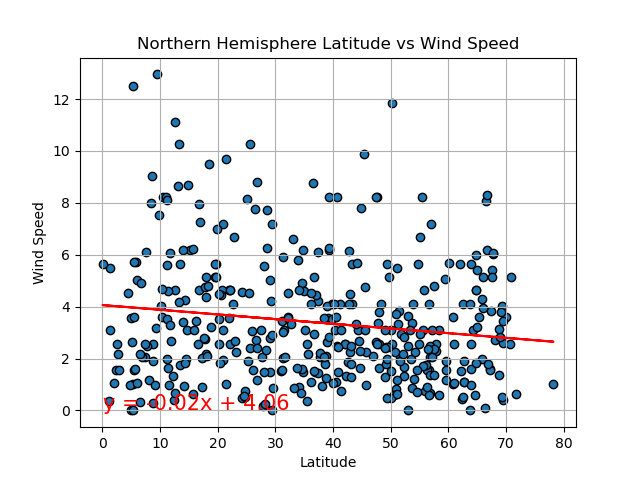 Northern Hemisphere Latitude vs Wind Speed
Wind Speed
12
10
8
6
4
2
0
y = -0.02x + 4.06
0 10 20 30 40 50 60 70 80
Latitude